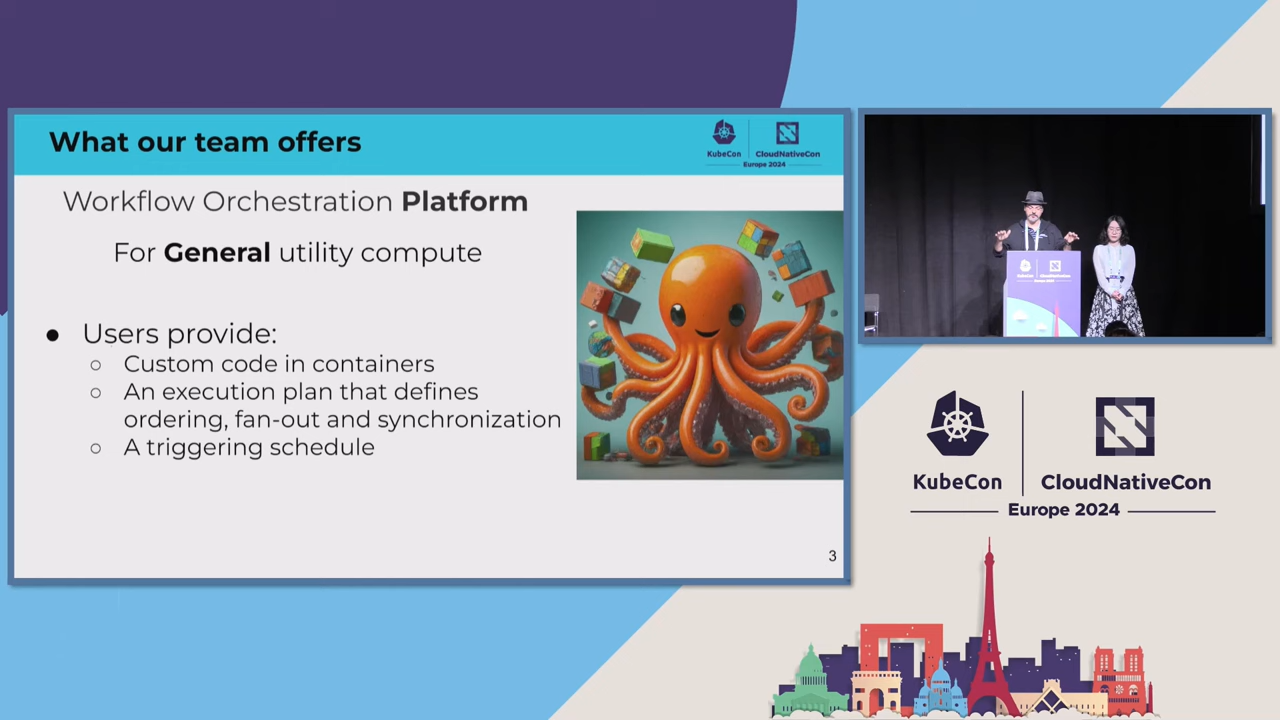 What our team offers
KubeCon
CloudNativeCon
Europe 2024
Workflow Orchestration Platform
For General utility compute
● Users provide:
○ Custom code in containers
○ An execution plan that defines
ordering, fan-out and synchronization
○ A triggering schedule
3
KubeCon
CloudNativeCon
Europe 2024